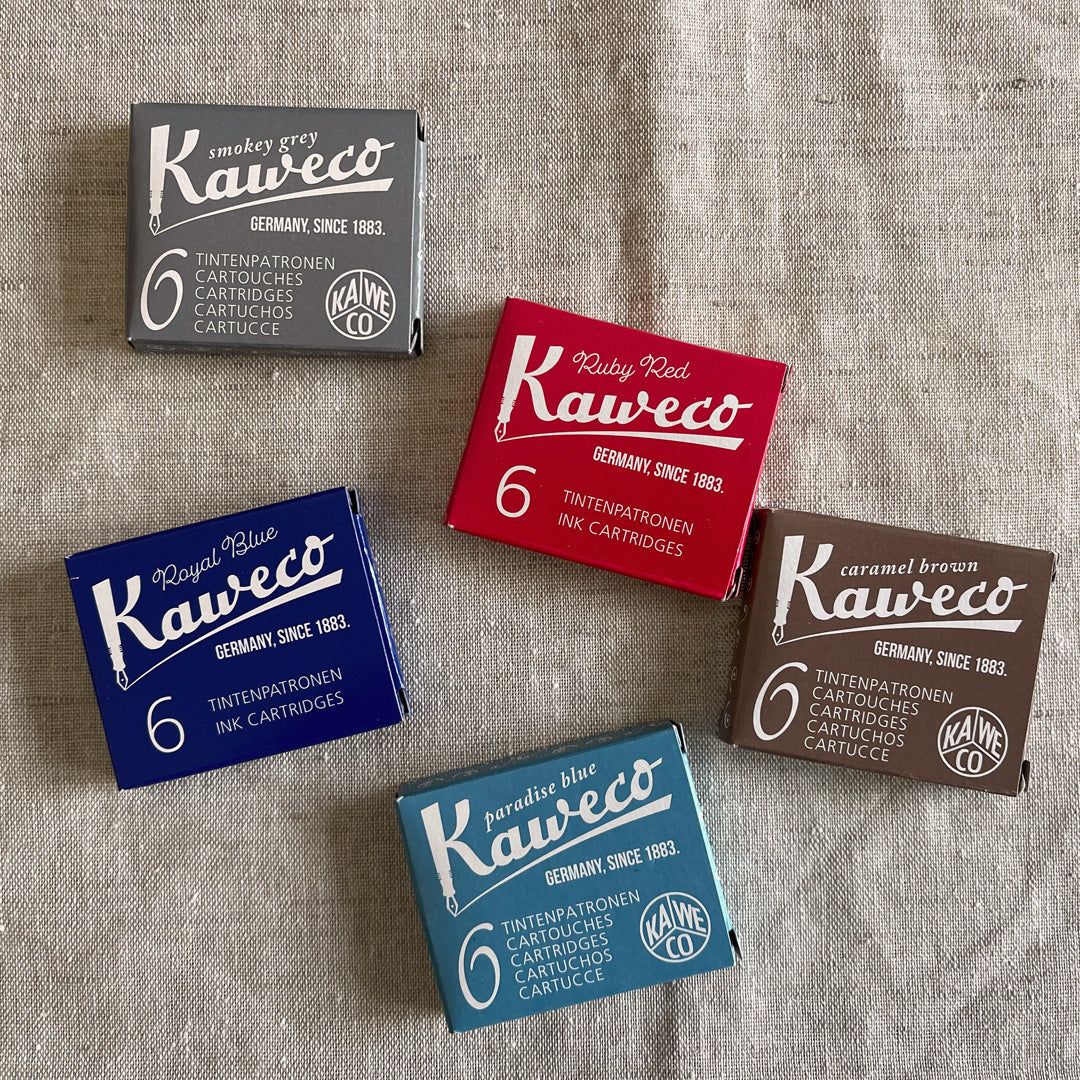 smokey grey
Kaweco
GERMANY, SINCE 1883.
6
TINTENPATRONEN
CARTOUCHES
CARTRIDGES
CARTUCHOS
CARTUCCE
KA WE
CO
Ruby Red
Kaweco
GERMANY, SINCE 1883.
6
TINTENPATRONEN
INK CARTRIDGES
Royal Blue
Kaweco
GERMANY, SINCE 1883.
6
TINTENPATRONEN
INK CARTRIDGES
caramel brown
Kaweco
GERMANY, SINCE 1883.
6
TINTENPATRONEN
CARTOUCHES
CARTRIDGES
CARTUCHOS
CARTUCCE
KA WE
CO
paradise blue
Kaweco
GERMANY, SINCE 1883.
6
TINTENPATRONEN
CARTOUCHES
CARTRIDGES
CARTUCHOS
CARTUCCE
KA WE
CO